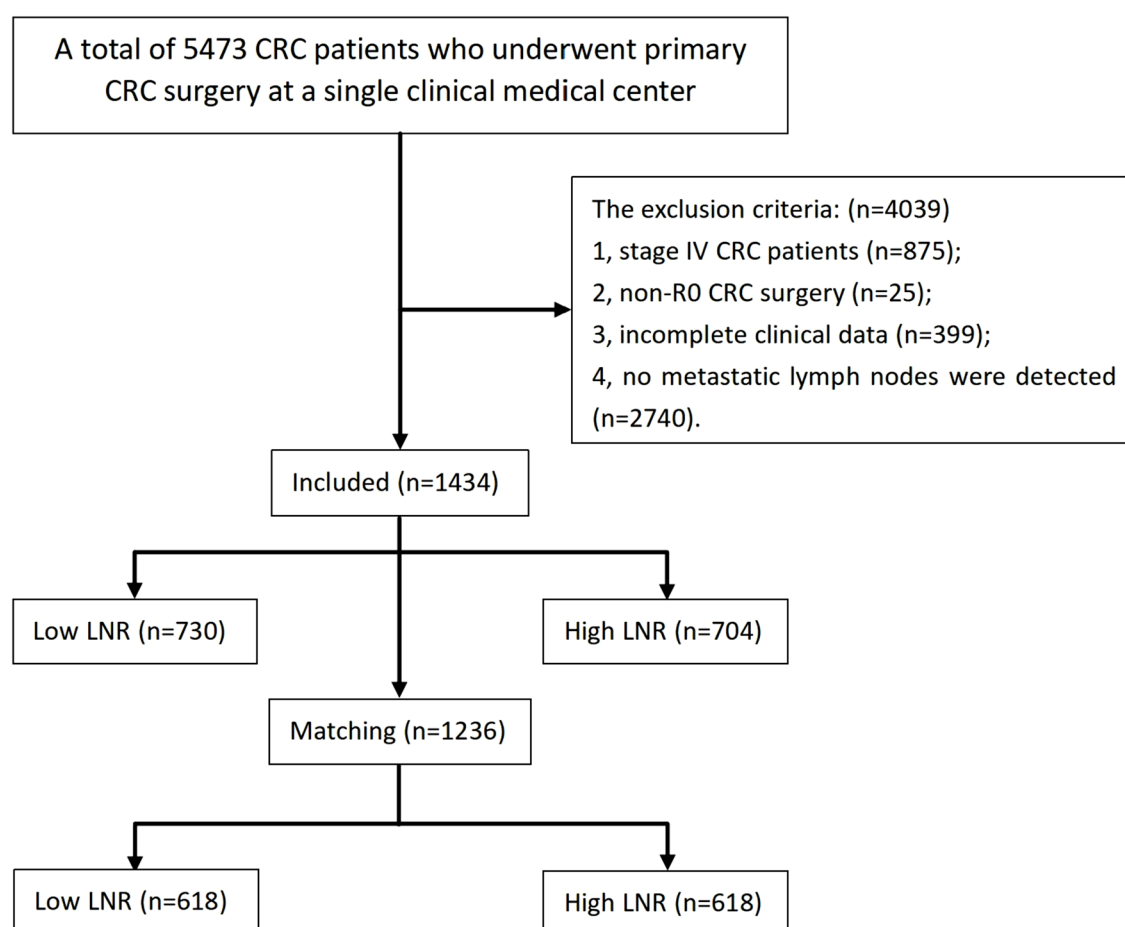 A total of 5473 CRC patients who underwent primary
CRC surgery at a single clinical medical center
The exclusion criteria: (n=4039)
1, stage IV CRC patients (n=875);
2, non-R0 CRC surgery (n=25);
3, incomplete clinical data (n=399);
4, no metastatic lymph nodes were detected
(n=2740).
Included (n=1434)
Low LNR (n=730)
High LNR (n=704)
Matching (n=1236)
Low LNR (n=618)
High LNR (n=618)